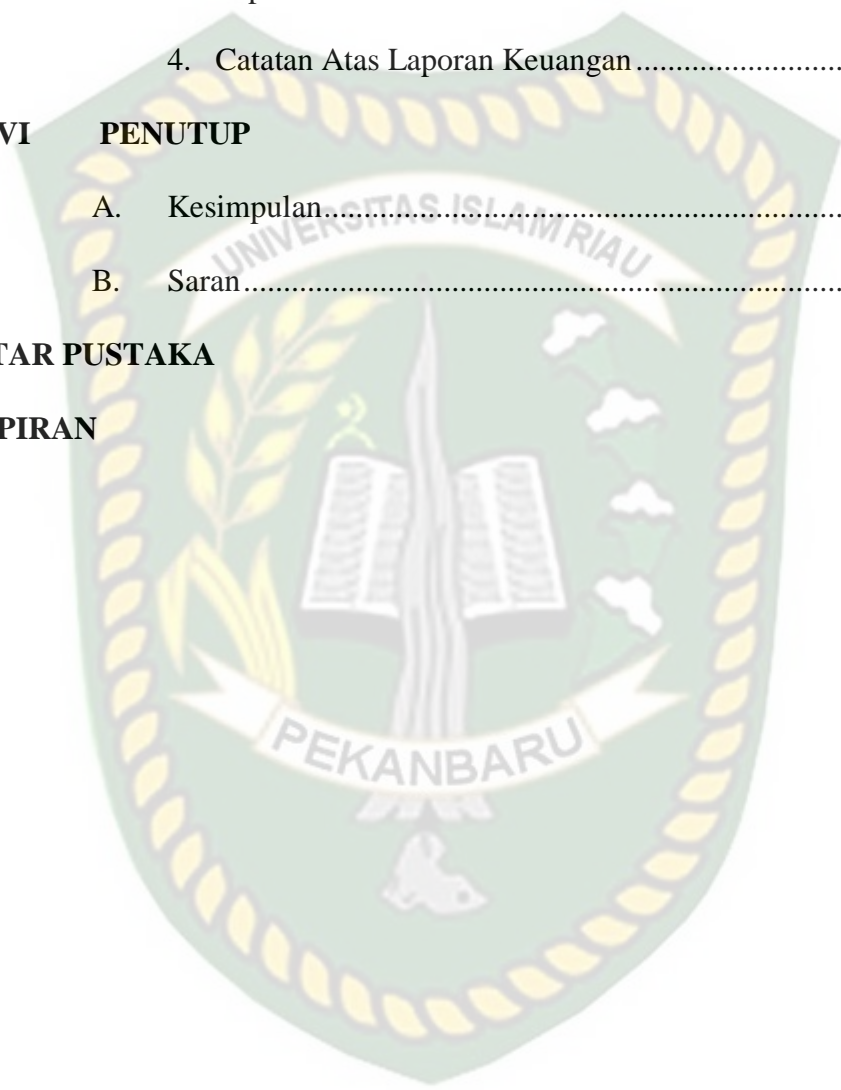 4. Catatan Atas Laporan Keuangan........................
VI PENUTUP
A. Kesimpulan................................................................
UNIVERSITAS ISLAM RIAU
B. Saran..........................................................................
TAR PUSTAKA
PIRAN
PEKANBARU